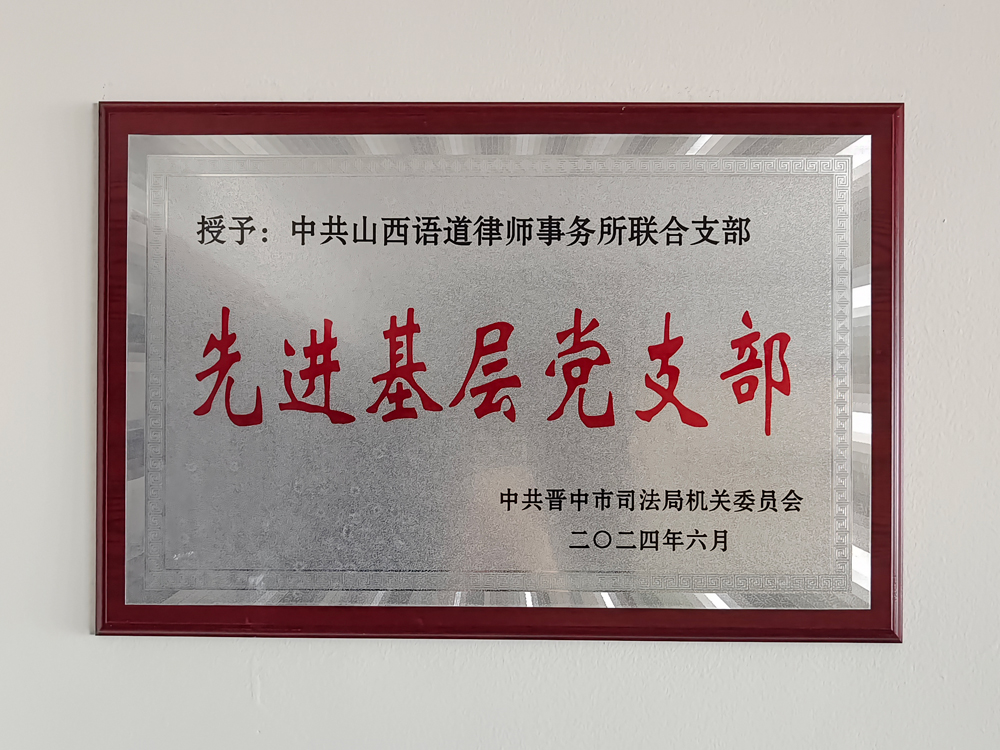 授予：中共山西语道律师事务所联合支部
先进基层党支部
中共晋中市司法局机关委员会
二〇二四年六月